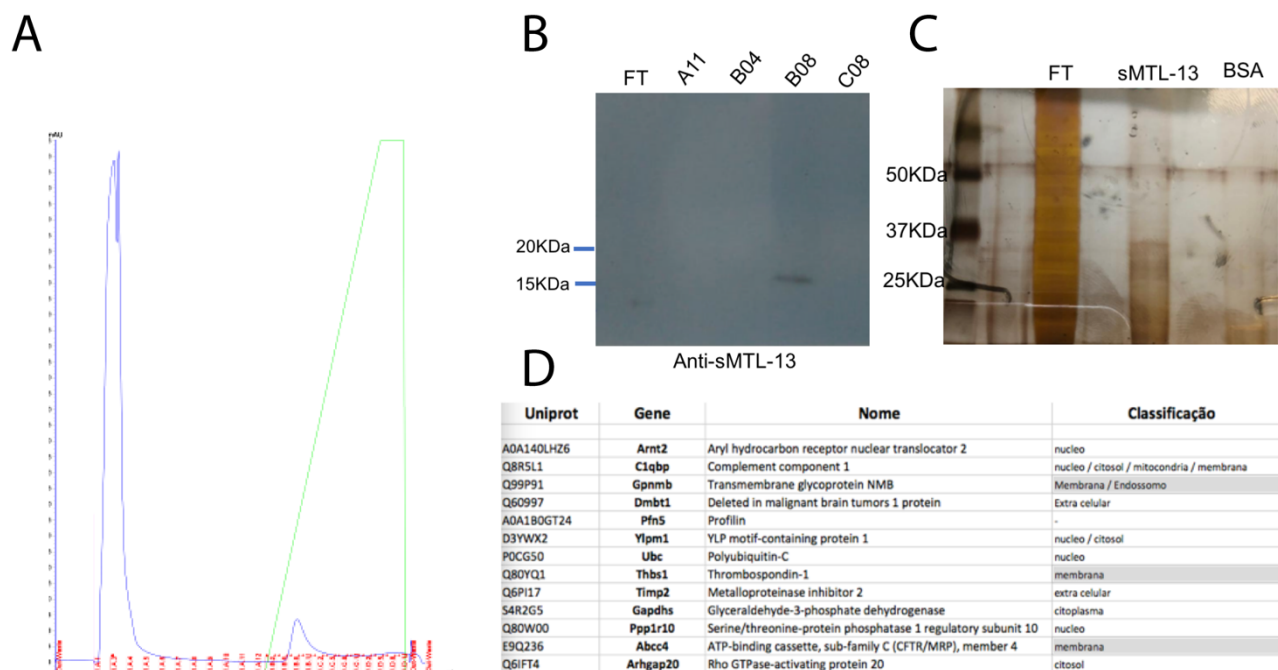 A
B
C
FT
A11
B04
B08
C08
FT
sMTL-13
BSA
20KDa
15KDa
50KDa
37KDa
25KDa
Anti-sMTL-13
D
Uniprot Gene Nome Classificação
A0A140LHZ6 Arnt2 Aryl hydrocarbon receptor nuclear translocator 2 nucleo
Q8R5L1 C1qbp Complement component 1 nucleo / citosol / mitocondria / membrana
Q99P91 Gpnmb Transmembrane glycoprotein NMB Membrana / Endossomo
Q60997 Dmbt1 Deleted in malignant brain tumors 1 protein Extra celular
A0A1B0GT24 Pfn5 Profilin -
D3YWX2 Ylpm1 YLP motif-containing protein 1 nucleo / citosol
P0CG50 Ubc Polyubiquitin-C nucleo
Q80YQ1 Thbs1 Thrombospondin-1 membrana
Q6PI17 Timp2 Metalloproteinase inhibitor 2 extra celular
S4R2G5 Gapdhs Glyceraldehyde-3-phosphate dehydrogenase citoplasma
Q80W00 Ppp1r10 Serine/threonine-protein phosphatase 1 regulatory subunit 10 nucleo
E9Q236 Abcc4 ATP-binding cassette, sub-family C (CFTR/MRP), member 4 membrana
Q6IFT4 Arhgap20 Rho GTPase-activating protein 20 citosol